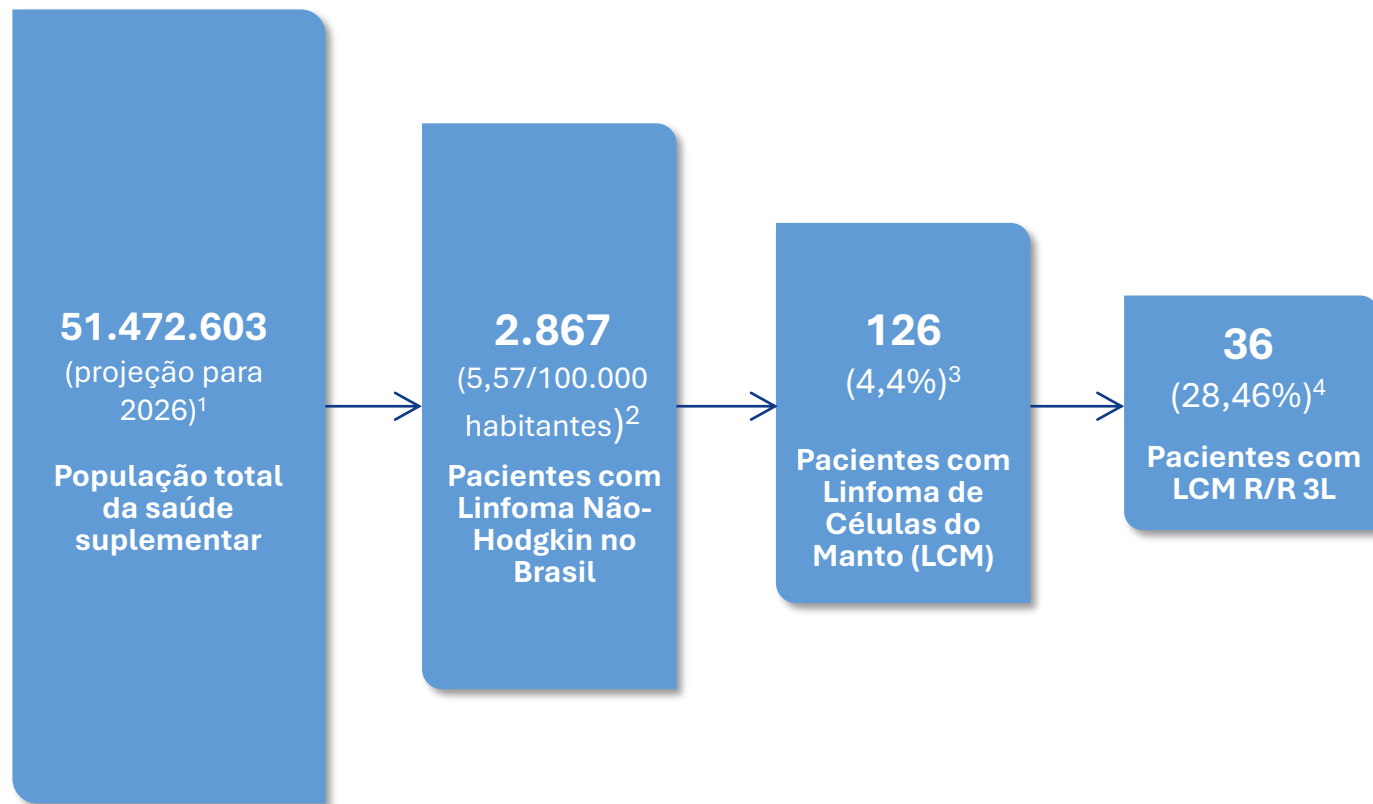 51.472.603
(projeção para
2026)¹
População total
da saúde
suplementar
2.867
(5,57/100.000
habitantes)²
Pacientes com
Linfoma Não-
Hodgkin no
Brasil
126
(4,4%)³
Pacientes com
Linfoma de
Células do
Manto (LCM)
36
(28,46%)⁴
Pacientes com
LCM R/R 3L